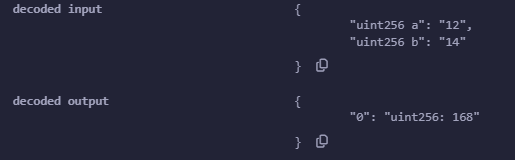 decoded input {
"uint256 a": "12",
"uint256 b": "14"
}
decoded output {
"0": "uint256: 168"
}